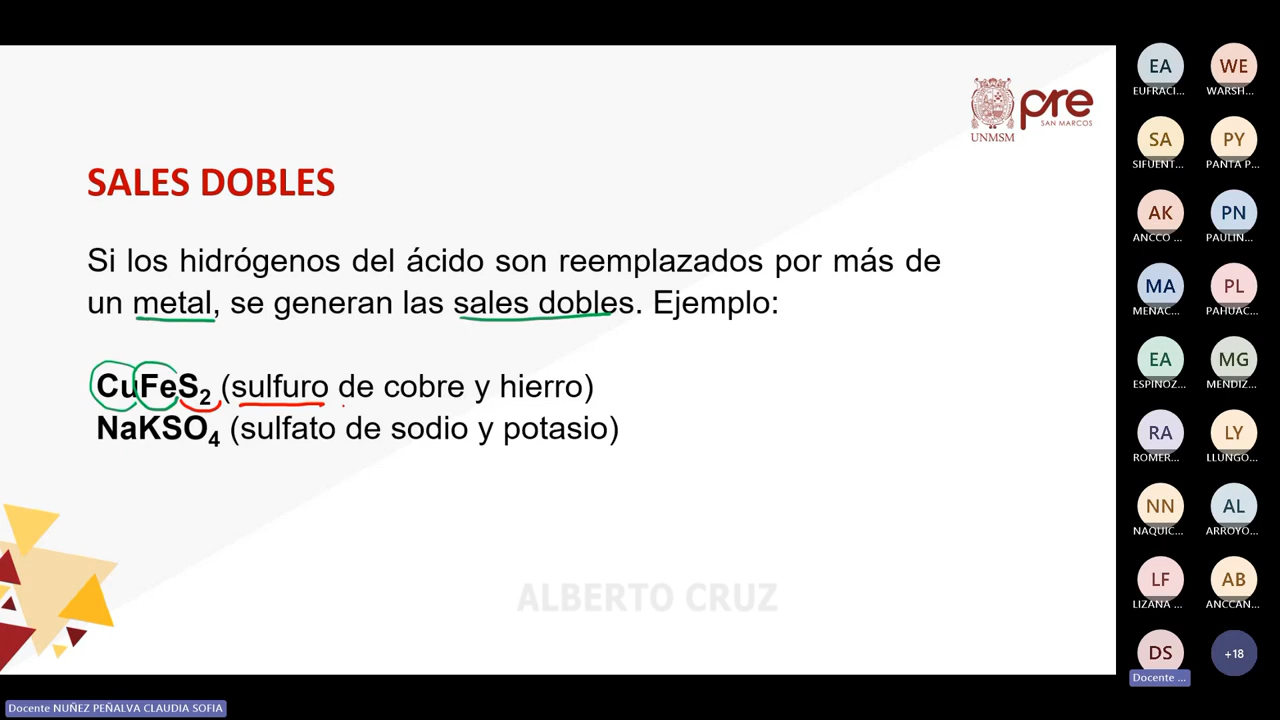 UNMSM
pre
SAN MARCOS
SALES DOBLES
Si los hidrógenos del ácido son reemplazados por más de
un metal, se generan las sales dobles. Ejemplo:
CuFeS₂ (sulfuro de cobre y hierro)
NaKSO₄ (sulfato de sodio y potasio)
ALBERTO CRUZ
Docente NUÑEZ PEÑALVA CLAUDIA SOFIA
EA WE
EUFRACI... WARSH...
SA PY
SIFUENT... PANTA P...
AK PN
ANCCO ... PAULIN...
MA PL
MENAC... PAHUAC...
EA MG
ESPINOZ... MENDIZ...
RA LY
ROMER... LLUNGO...
NN AL
NAQUIC... ARROYO...
LF AB
LIZANA ... ANCCAN...
DS +18
Docente ...